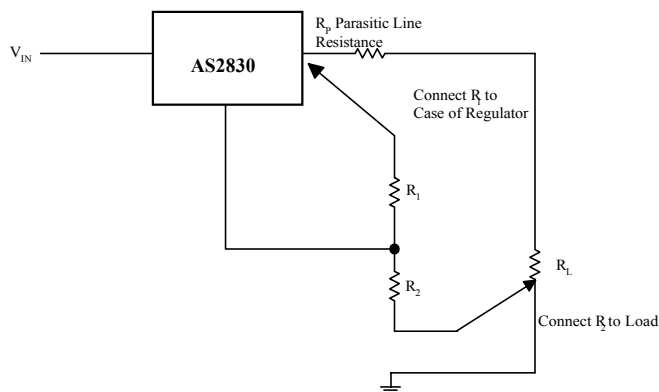 R_P Parasitic Line
Resistance
V_IN
AS2830
Connect R_1 to
Case of Regulator
R_1
R_2
R_L
Connect R_2 to Load